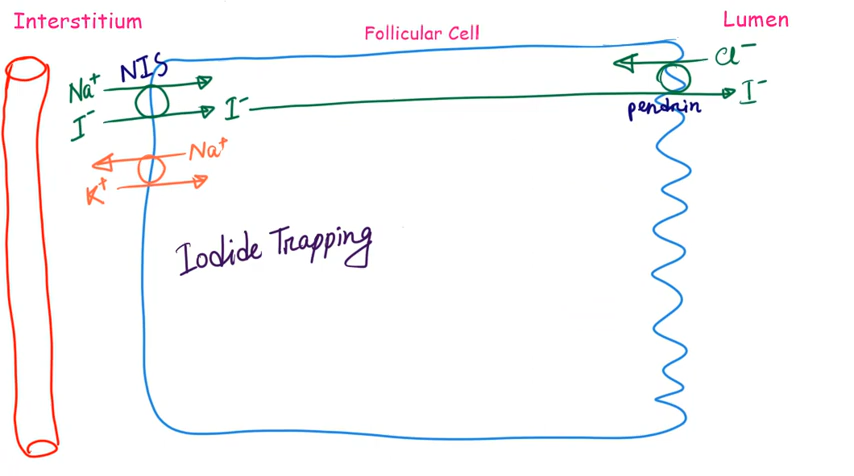 Interstitium
Follicular Cell
Lumen
NIS
Na⁺
I⁻
I⁻
Cl⁻
I⁻
pendrin
Na⁺
K⁺
Iodide Trapping